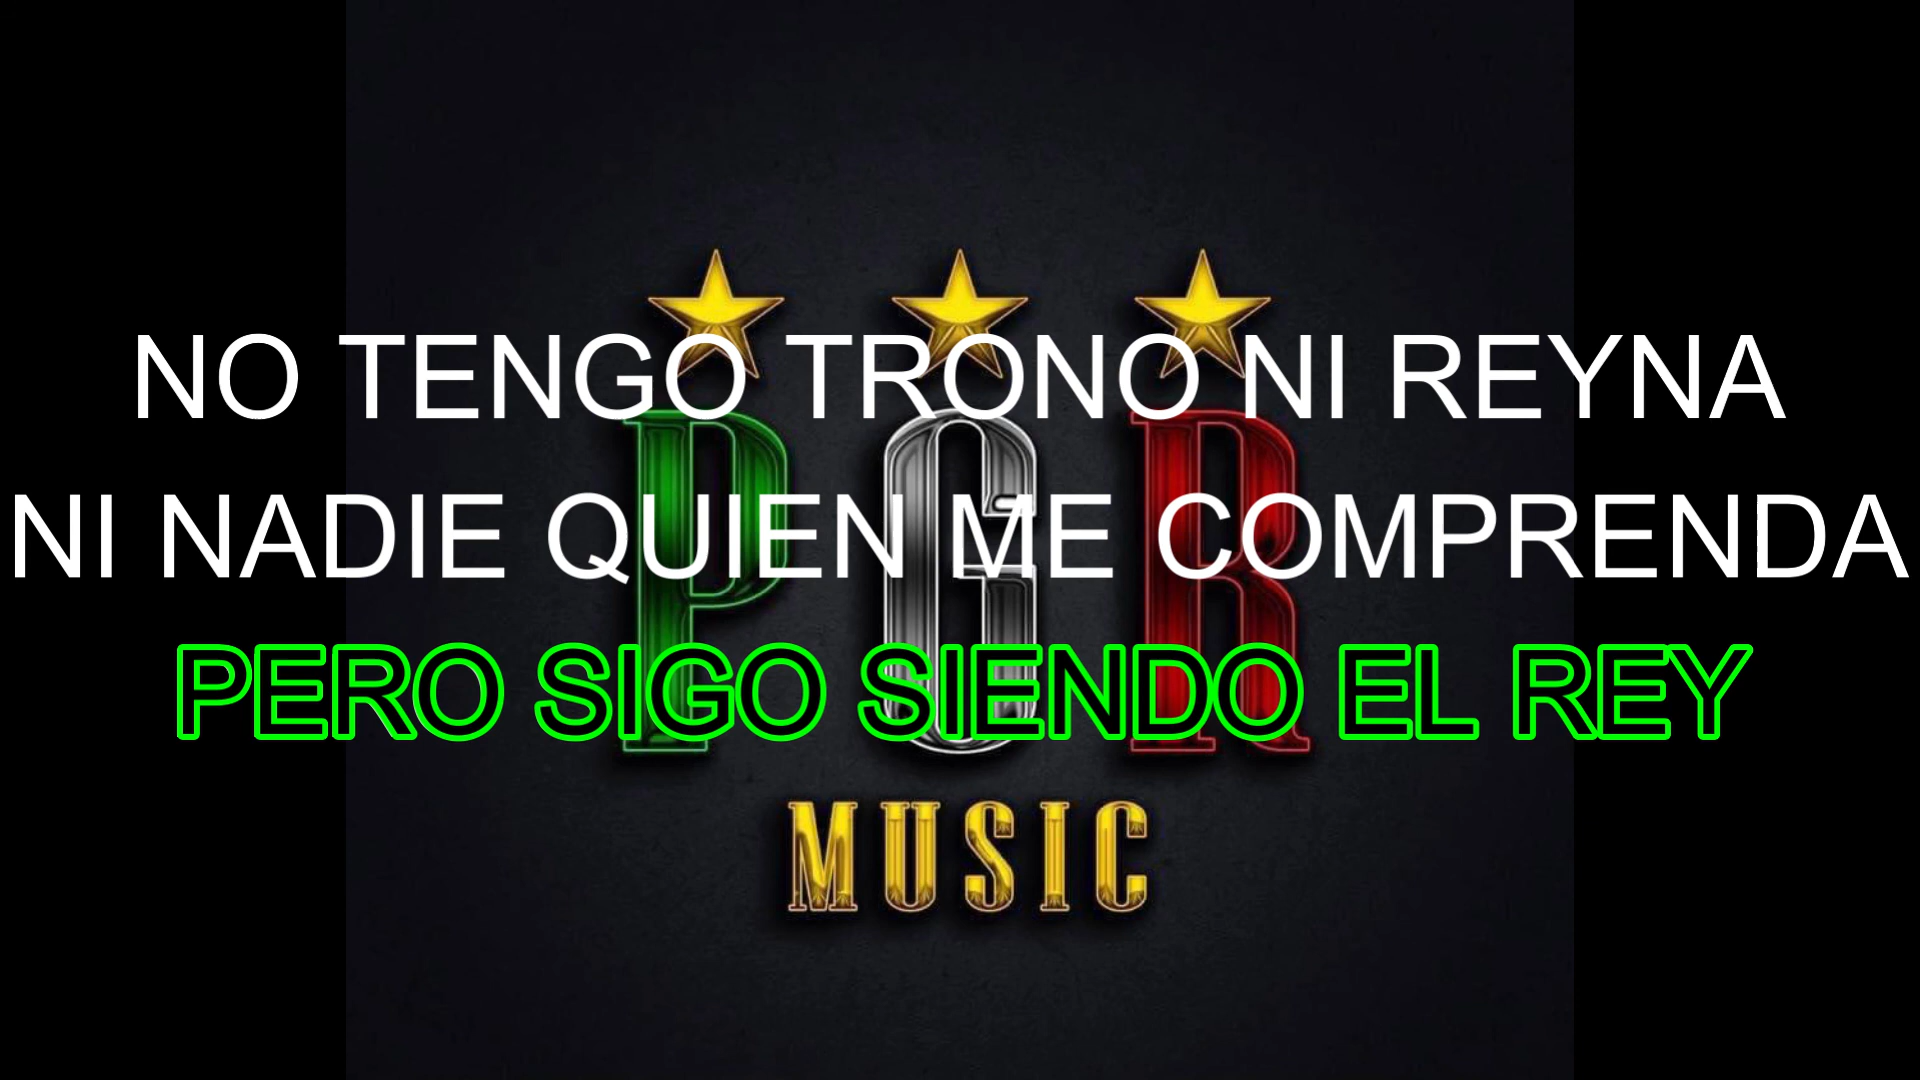 NO TENGO TRONO NI REYNA
NI NADIE QUIEN ME COMPRENDA
PERO SIGO SIENDO EL REY
PGR
MUSIC